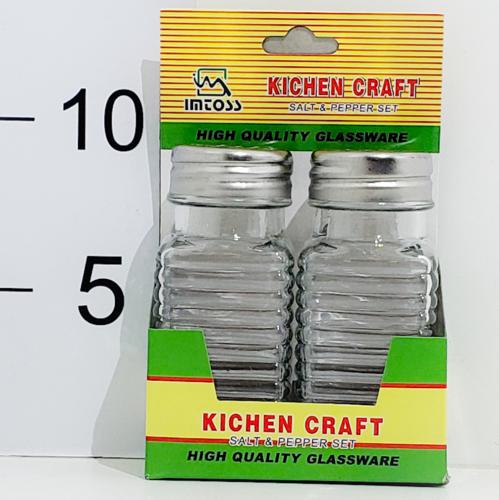 IMTOSS
KICHEN CRAFT
SALT & PEPPER SET
HIGH QUALITY GLASSWARE
10
5
KICHEN CRAFT
SALT & PEPPER SET
HIGH QUALITY GLASSWARE